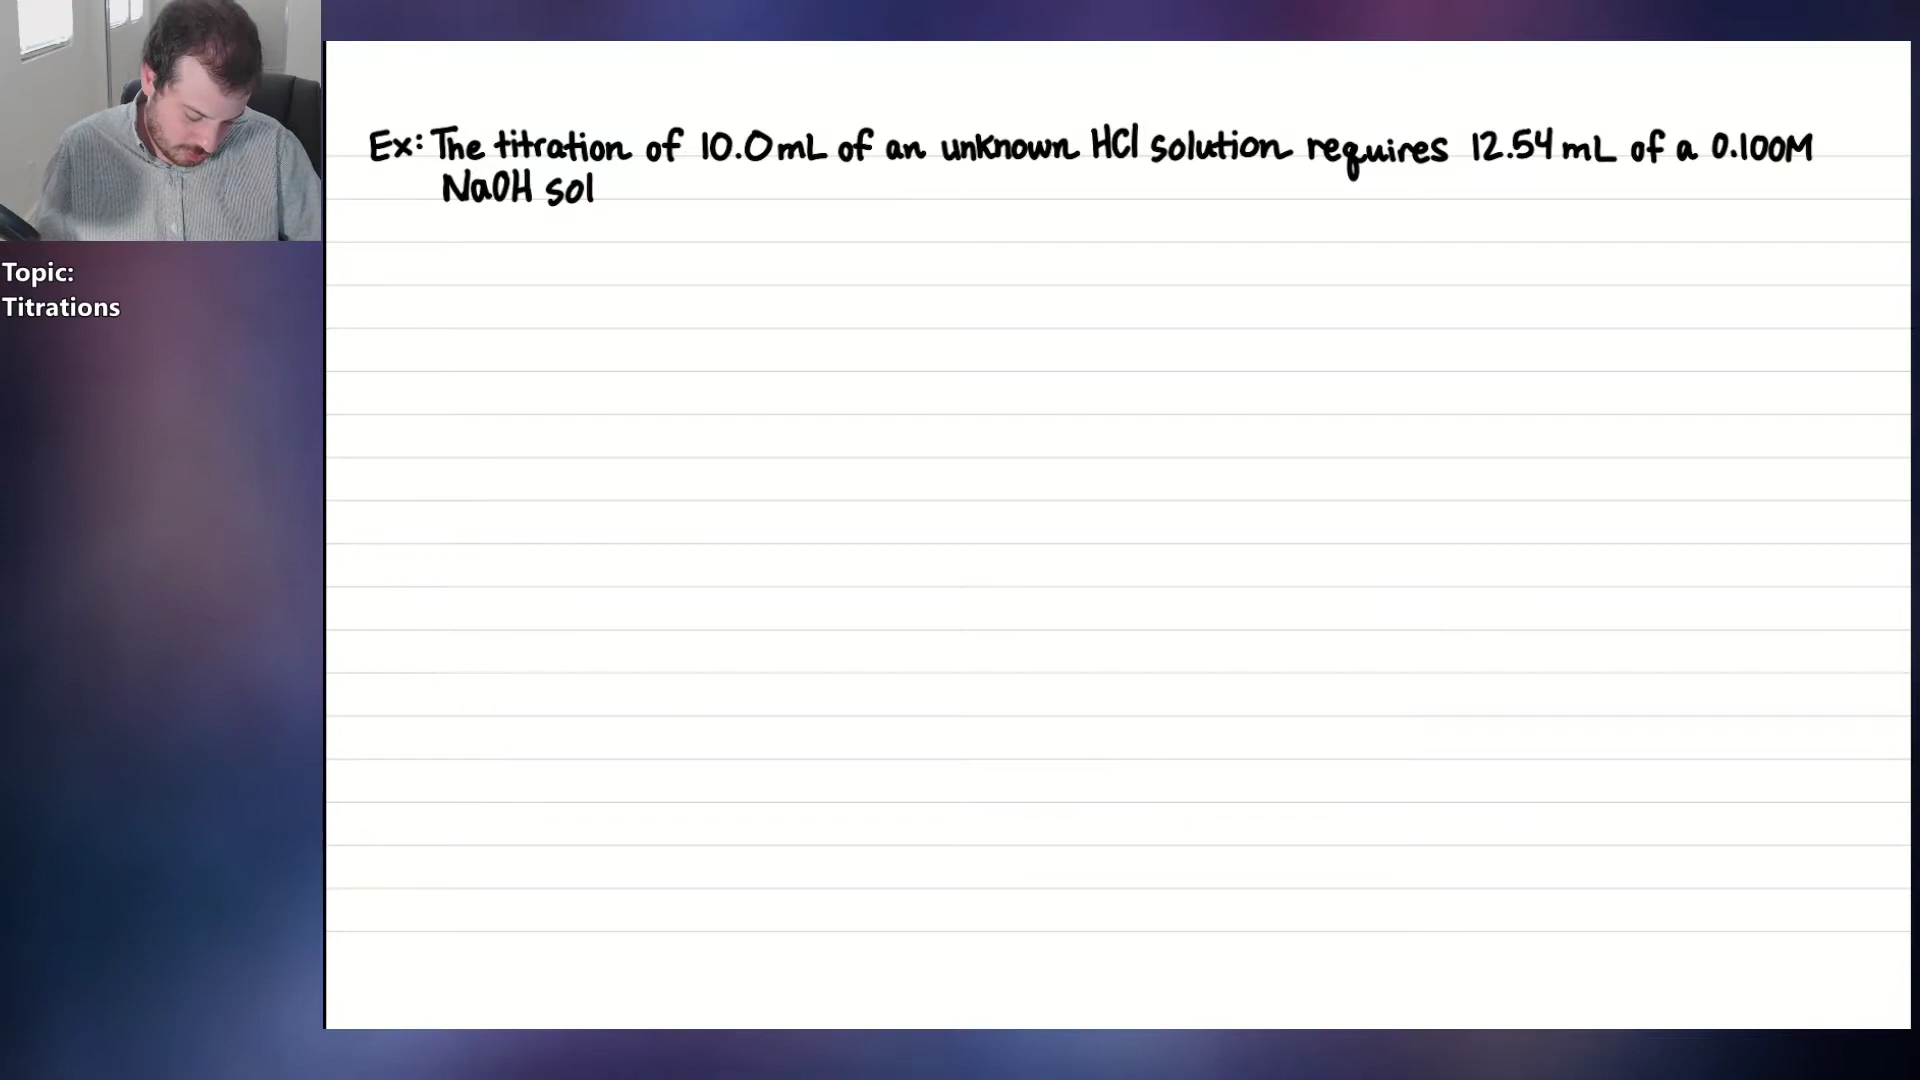 Topic:
Titrations
Ex: The titration of 10.0 mL of an unknown HCl solution requires 12.54 mL of a 0.100M
NaOH sol